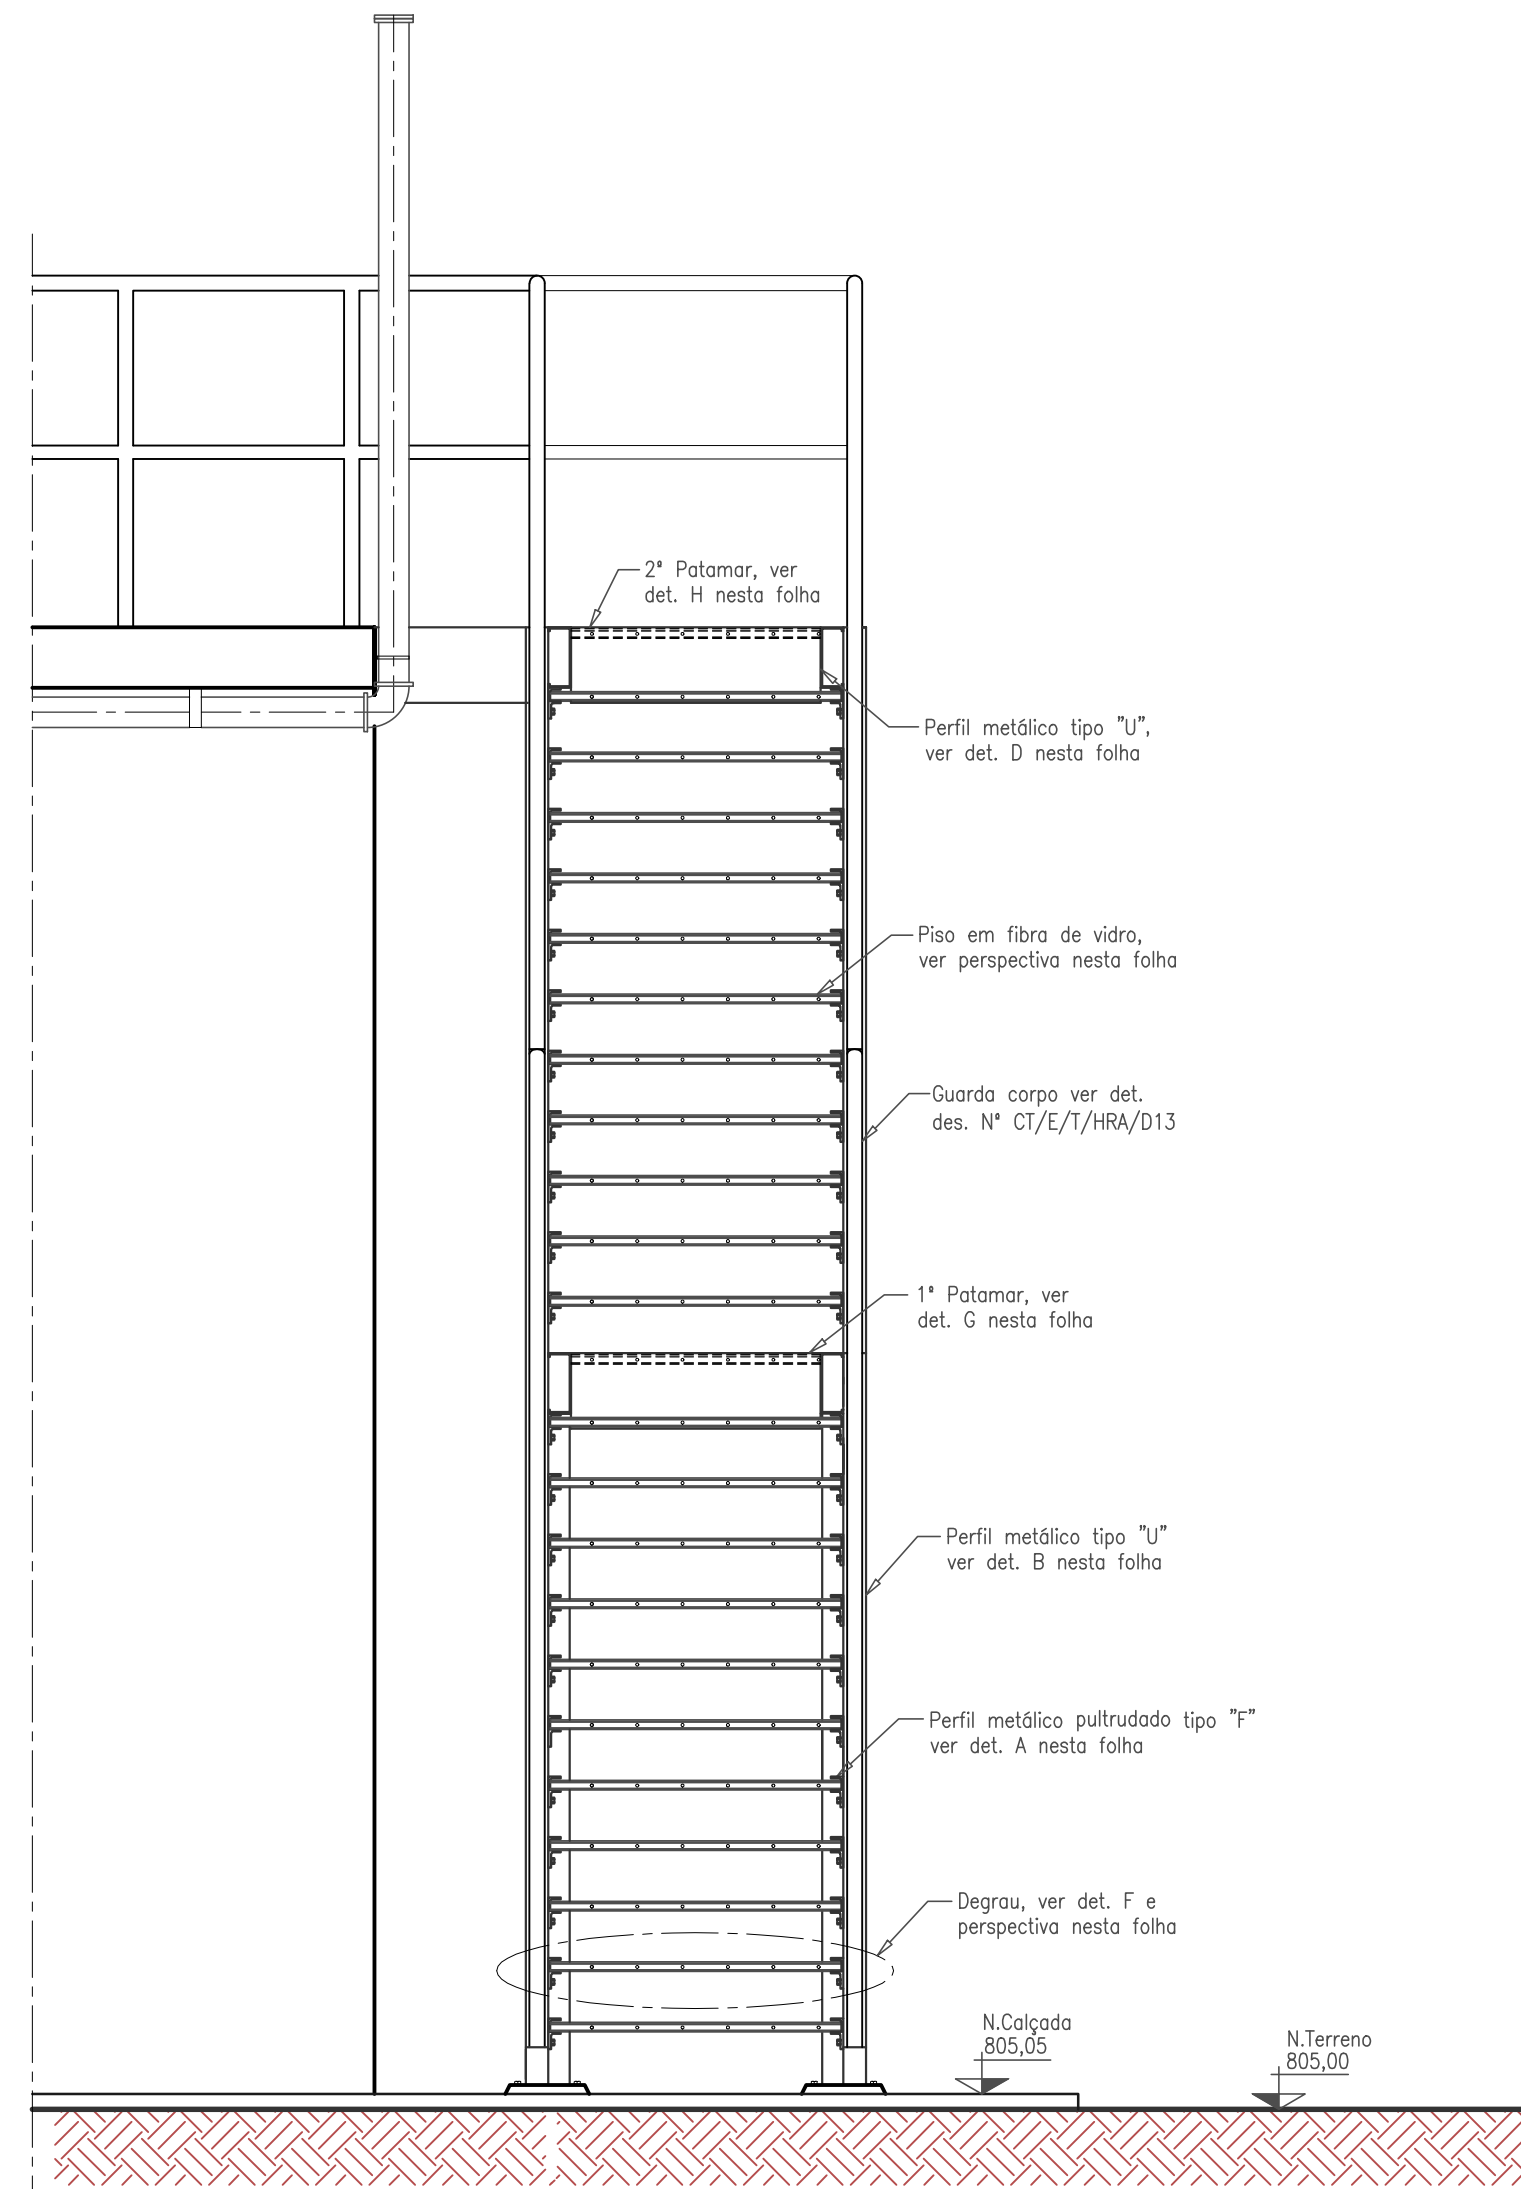 2ª Patamar, ver
det. H nesta folha
Perfil metálico tipo "U",
ver det. D nesta folha
Piso em fibra de vidro,
ver perspectiva nesta folha
Guarda corpo ver det.
des. Nª CT/E/T/HRA/D13
1ª Patamar, ver
det. G nesta folha
Perfil metálico tipo "U"
ver det. B nesta folha
Perfil metálico pultrudado tipo "F"
ver det. A nesta folha
Degrau, ver det. F e
perspectiva nesta folha
N.Calçada
805,05
N.Terreno
805,00